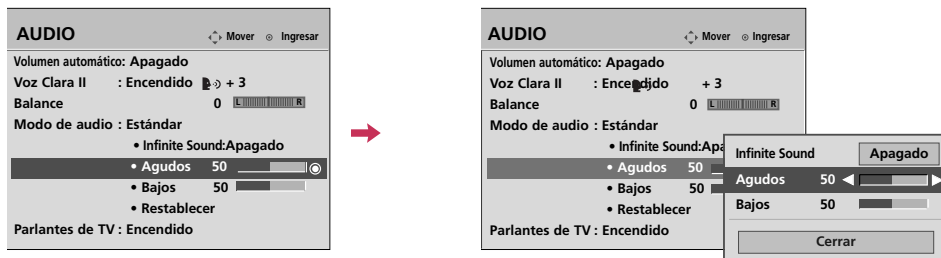 AUDIO
Mover Ingresar
Volumen automático: Apagado
Voz Clara II : Encendido + 3
Balance 0 L R
Modo de audio : Estándar
• Infinite Sound:Apagado
• Agudos 50
• Bajos 50
• Restablecer
Parlantes de TV : Encendido
AUDIO
Mover Ingresar
Volumen automático: Apagado
Voz Clara II : Encendido + 3
Balance 0 L R
Modo de audio : Estándar
• Infinite Sound:Apa
• Agudos 50
• Bajos 50
• Restablecer
Parlantes de TV : Encendido
Infinite Sound Apagado
Agudos 50
Bajos 50
Cerrar